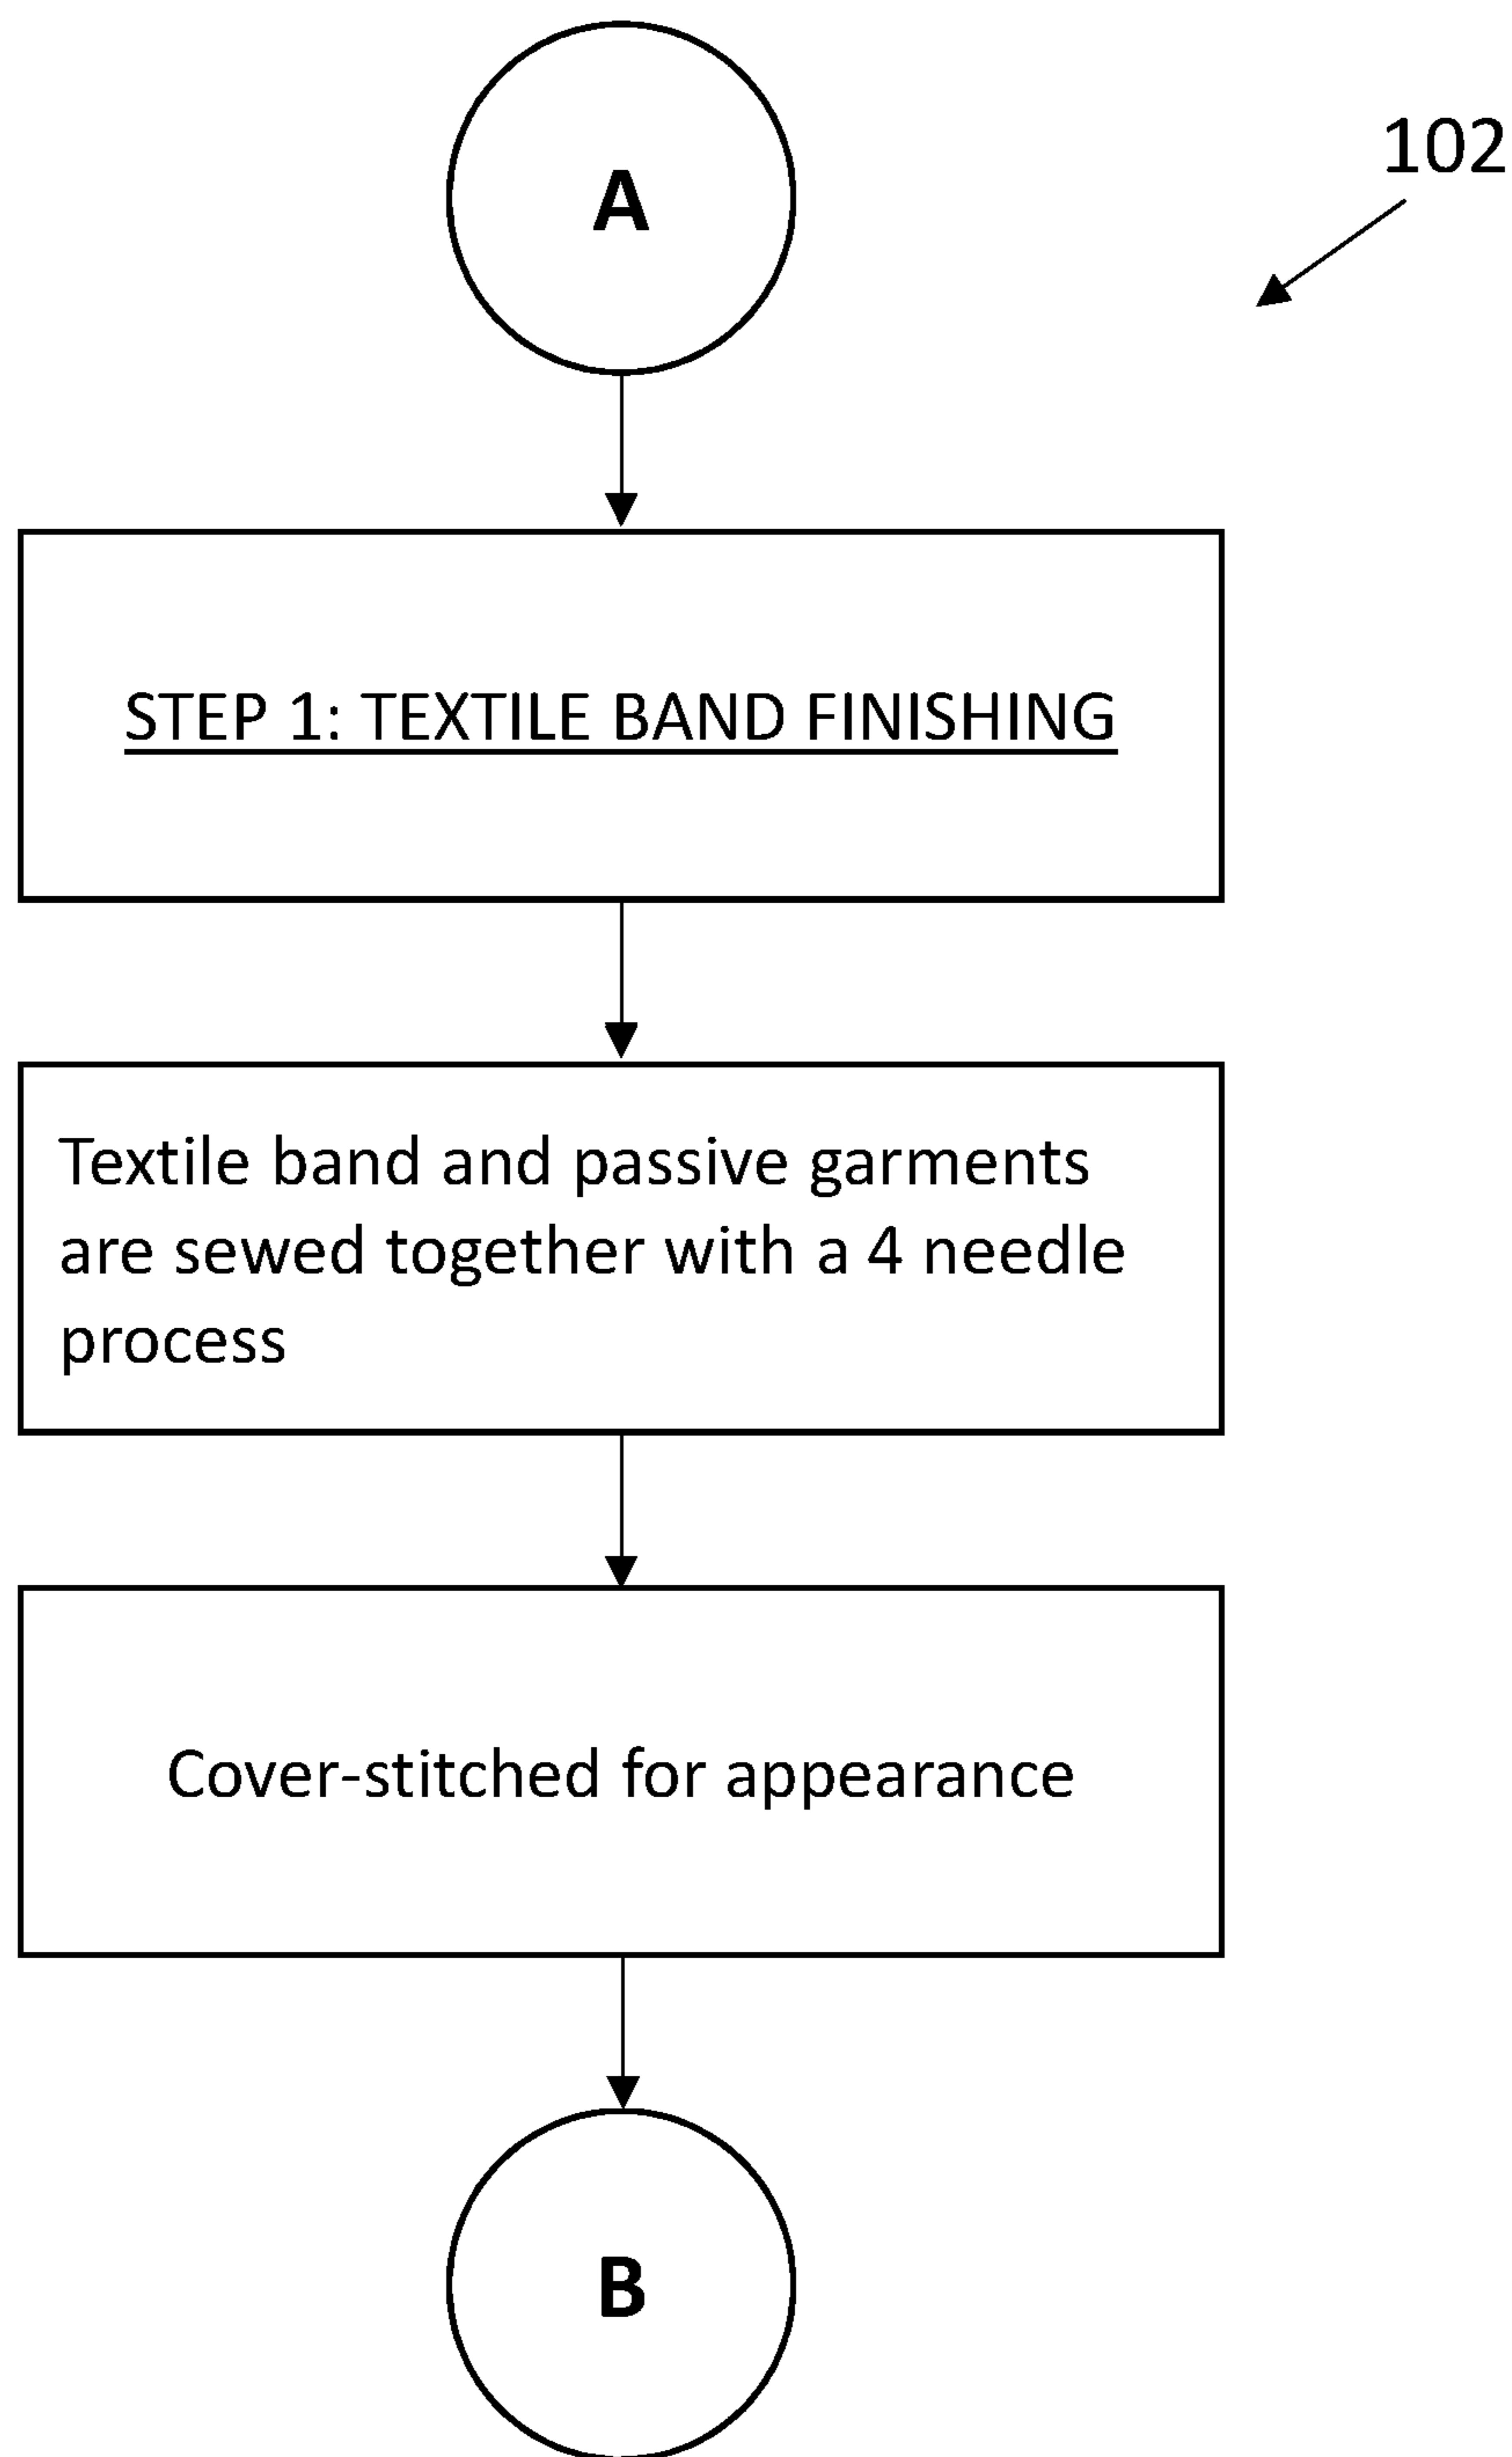 A
102
STEP 1: TEXTILE BAND FINISHING
Textile band and passive garments
are sewed together with a 4 needle
process
Cover-stitched for appearance
B